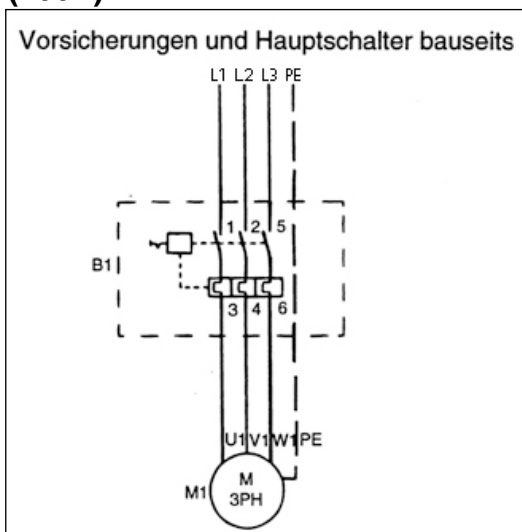 Vorsicherungen und Hauptschalter bauseits
L1 L2 L3 PE
1 2 5
B1
3 4 6
U1 V1 W1 PE
M1
M
3PH